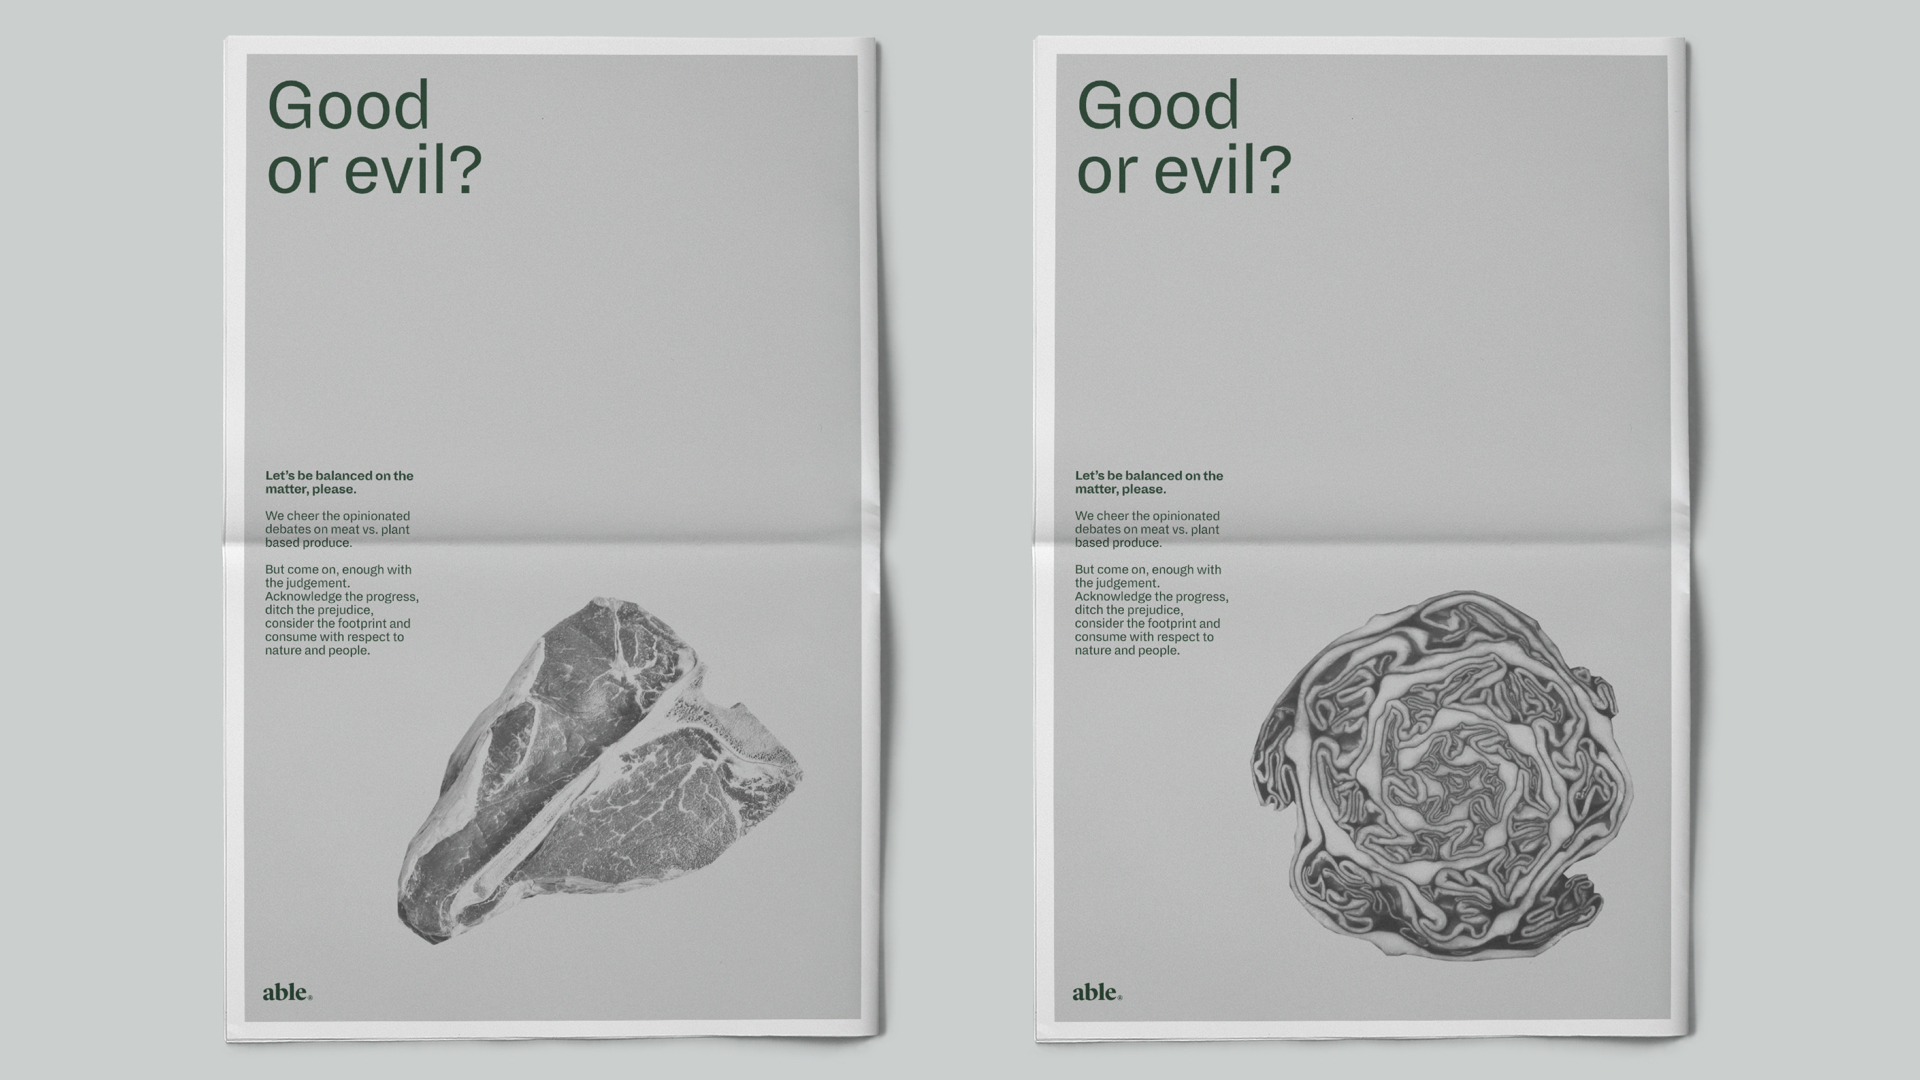 Good
or evil?
Let's be balanced on the
matter, please.
We cheer the opinionated
debates on meat vs. plant
based produce.
But come on, enough with
the judgement.
Acknowledge the progress,
ditch the prejudice,
consider the footprint and
consume with respect to
nature and people.
able®
Good
or evil?
Let's be balanced on the
matter, please.
We cheer the opinionated
debates on meat vs. plant
based produce.
But come on, enough with
the judgement.
Acknowledge the progress,
ditch the prejudice,
consider the footprint and
consume with respect to
nature and people.
able®